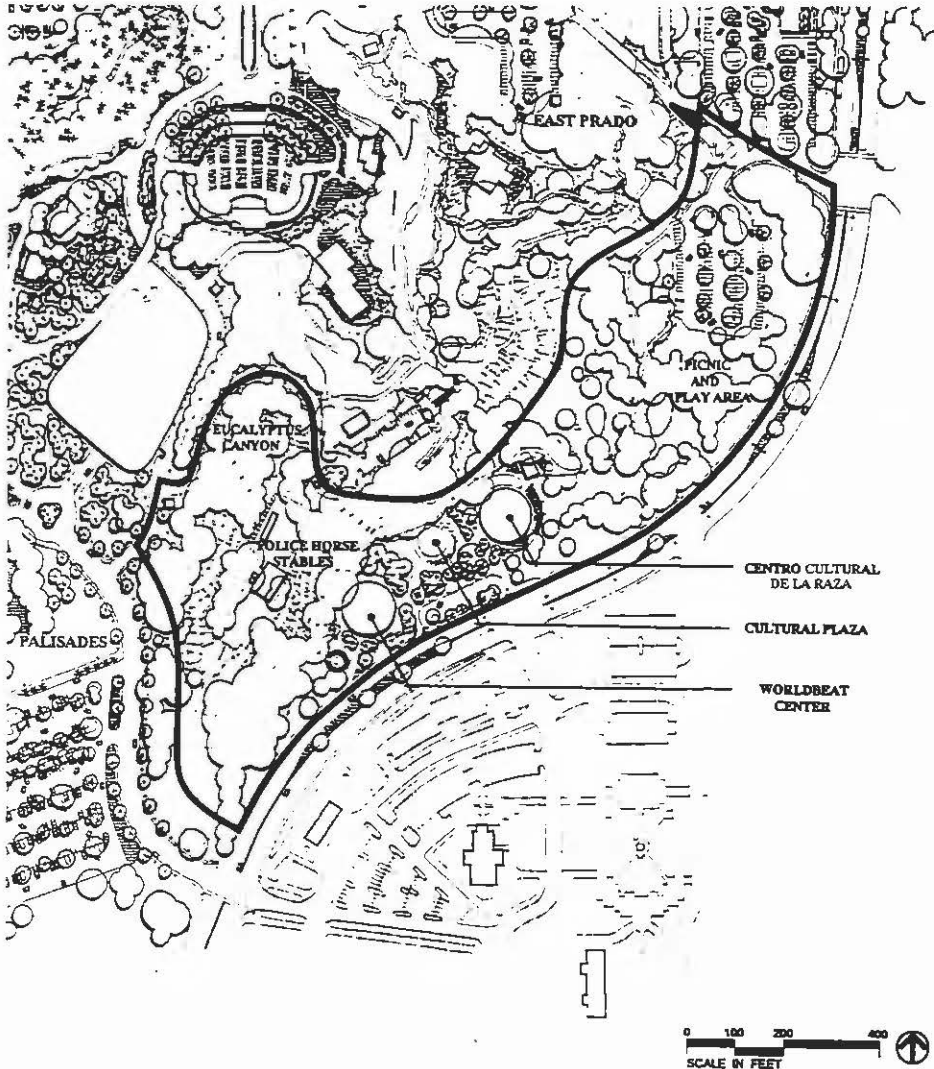 EAST PRADO
PICNIC
AND
PLAY AREA
EUCALYPTUS
CANYON
POLICE HORSE
STABLES
CENTRO CULTURAL
DE LA RAZA
CULTURAL PLAZA
PALISADES
WORLDBEAT
CENTER
0 100 200 400
SCALE IN FEET